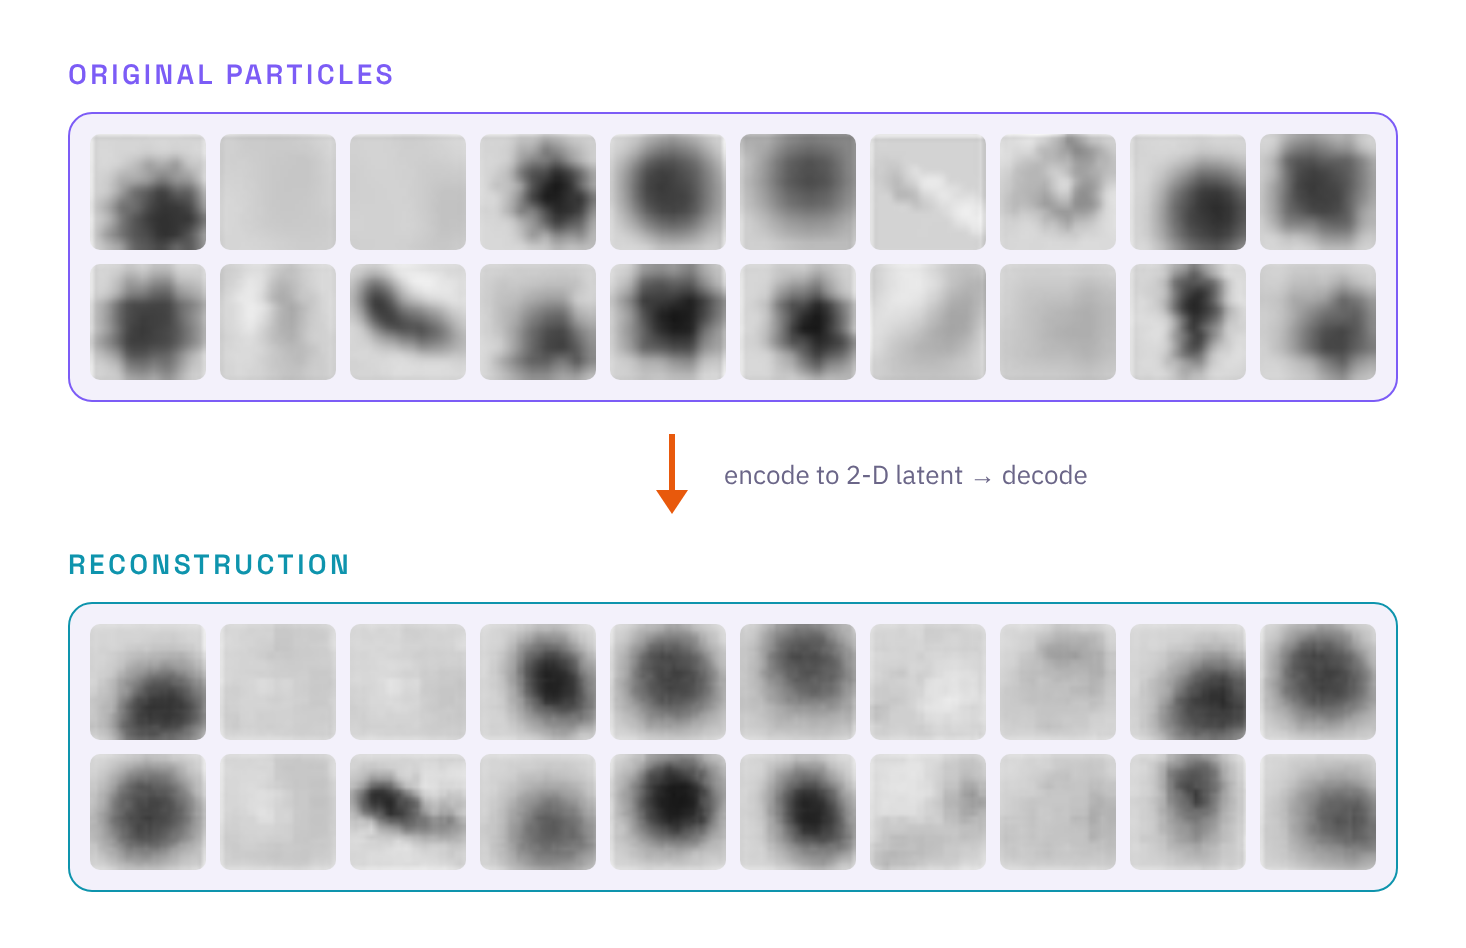 ORIGINAL PARTICLES
encode to 2-D latent → decode
RECONSTRUCTION